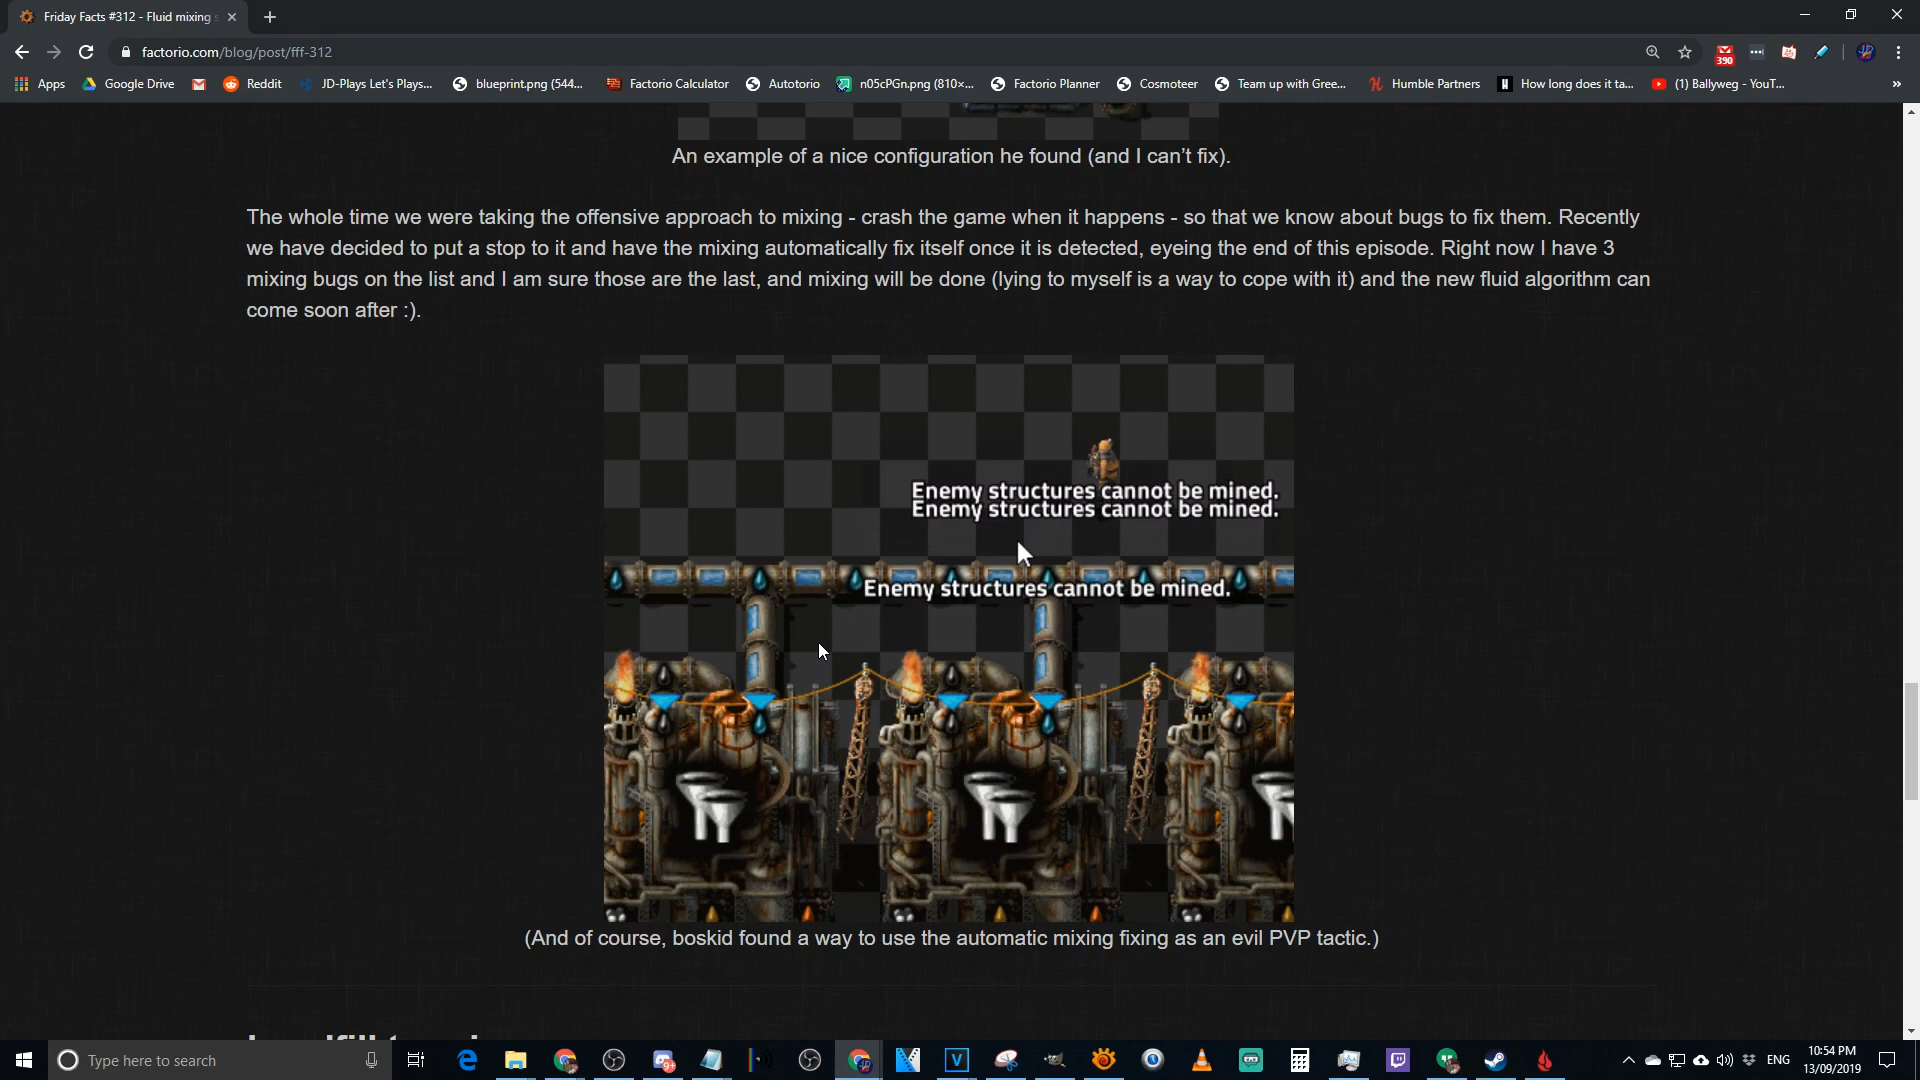 Friday Facts #312 - Fluid mixing
factorio.com/blog/post/fff-312
390
Apps
Google Drive
Reddit
JD-Plays Let's Plays...
blueprint.png (544...
Factorio Calculator
Autotorio
n05cPGn.png (810×...
Factorio Planner
Cosmoteer
Team up with Gree...
Humble Partners
How long does it ta...
(1) Ballyweg - YouT...
»
An example of a nice configuration he found (and I can’t fix).
The whole time we were taking the offensive approach to mixing - crash the game when it happens - so that we know about bugs to fix them. Recently
we have decided to put a stop to it and have the mixing automatically fix itself once it is detected, eyeing the end of this episode. Right now I have 3
mixing bugs on the list and I am sure those are the last, and mixing will be done (lying to myself is a way to cope with it) and the new fluid algorithm can
come soon after :).
Enemy structures cannot be mined.
Enemy structures cannot be mined.
Enemy structures cannot be mined.
(And of course, boskid found a way to use the automatic mixing fixing as an evil PVP tactic.)
Type here to search
ENG
10:54 PM
13/09/2019